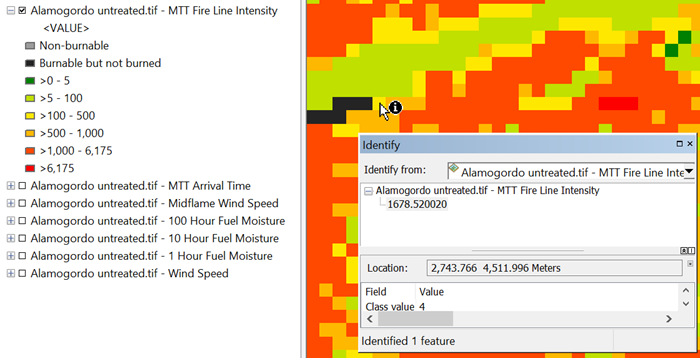 Alamogordo untreated.tif - MTT Fire Line Intensity
<VALUE>
Non-burnable
Burnable but not burned
>0 - 5
>5 - 100
>100 - 500
>500 - 1,000
>1,000 - 6,175
>6,175
Alamogordo untreated.tif - MTT Arrival Time
Alamogordo untreated.tif - Midflame Wind Speed
Alamogordo untreated.tif - 100 Hour Fuel Moisture
Alamogordo untreated.tif - 10 Hour Fuel Moisture
Alamogordo untreated.tif - 1 Hour Fuel Moisture
Alamogordo untreated.tif - Wind Speed
Identify
Identify from: Alamogordo untreated.tif - MTT Fire Line Inte
Alamogordo untreated.tif - MTT Fire Line Intensity
1678.520020
Location: 2,743.766 4,511.996 Meters
Field Value
Class value 4
Identified 1 feature